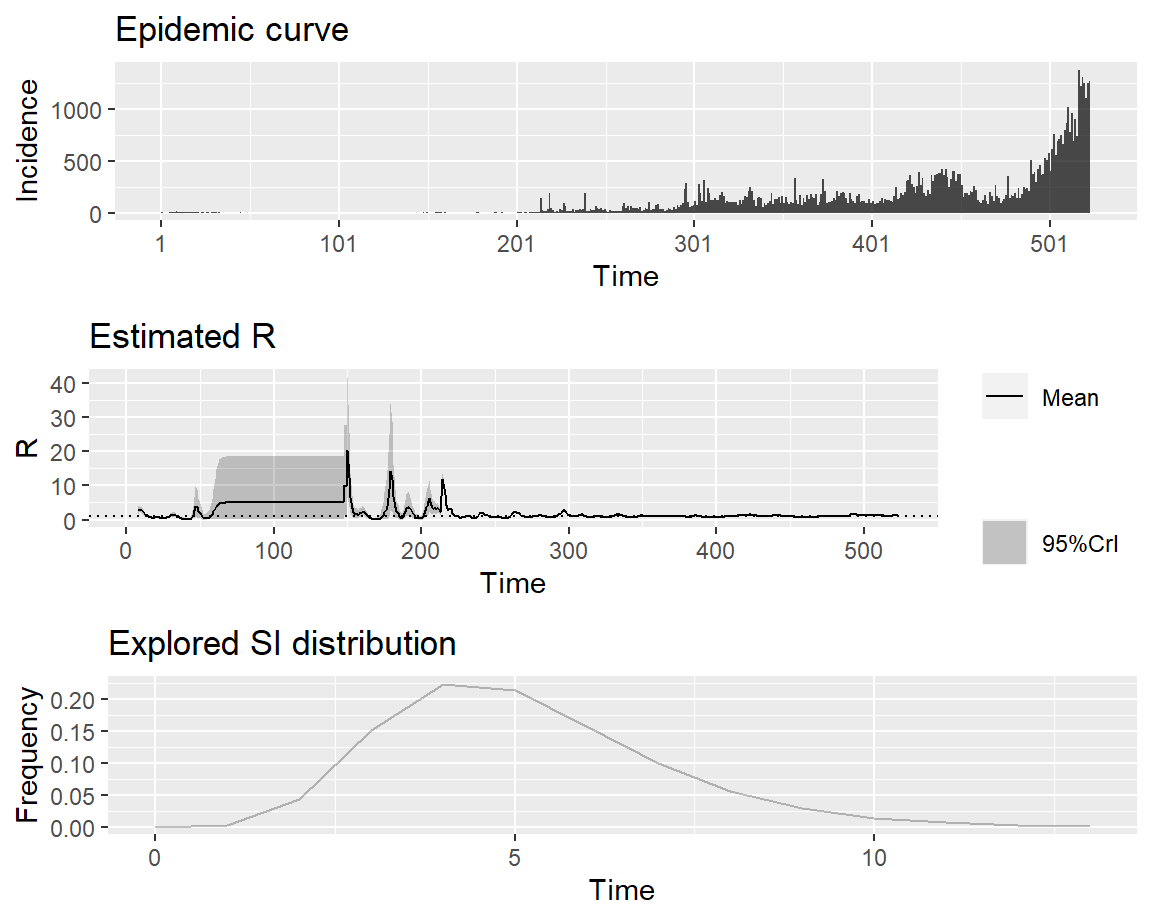 Epidemic curve
Incidence
1000
500
0
1 101 201 301 401 501
Time
Estimated R
R
40
30
20
10
0
0 100 200 300 400 500
Time
Mean
95%CrI
Explored SI distribution
Frequency
0.20
0.15
0.10
0.05
0.00
0 5 10
Time